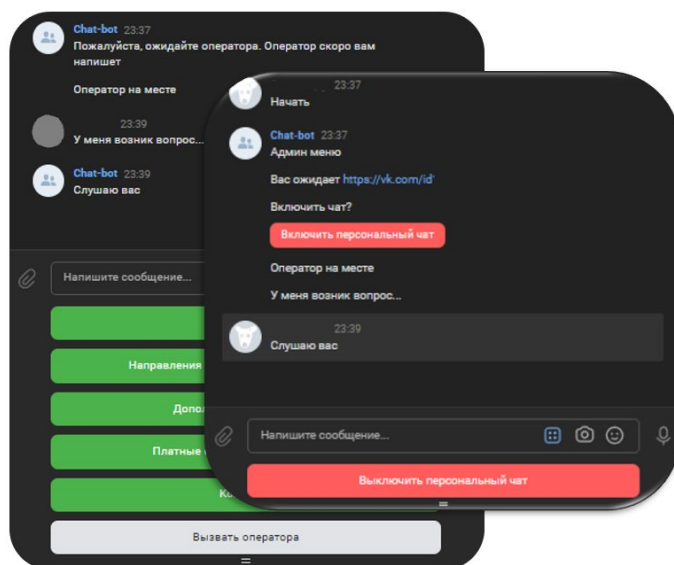 Chat-bot 23:37
Пожалуйста, ожидайте оператора. Оператор скоро вам
напишет
Оператор на месте
23:39
У меня возник вопрос...
Chat-bot 23:39
Слушаю вас
Напишите сообщение...
Направления
Платные
Вызвать оператора
23:37
Начать
Chat-bot 23:37
Админ меню
Вас ожидает https://vk.com/id
Включить чат?
Включить персональный чат
Оператор на месте
У меня возник вопрос...
23:39
Слушаю вас
Напишите сообщение...
Выключить персональный чат